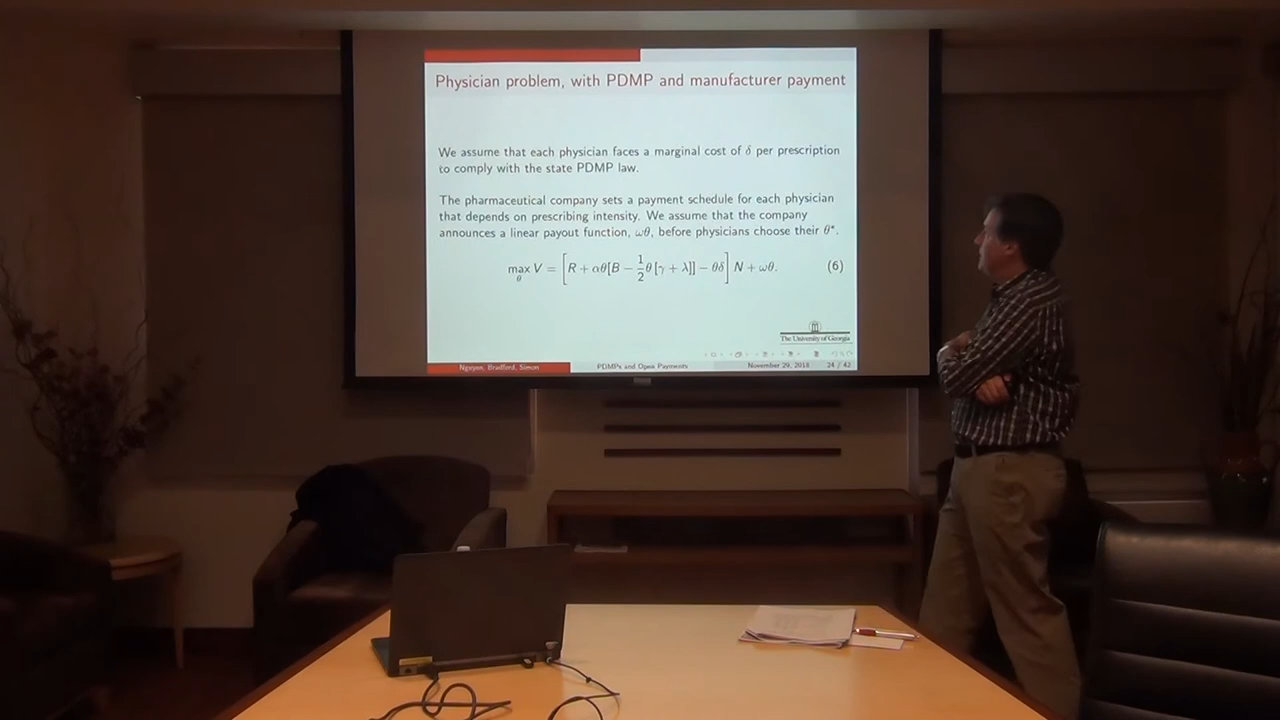 Physician problem, with PDMP and manufacturer payment
We assume that each physician faces a marginal cost of δ per prescription
to comply with the state PDMP law.
The pharmaceutical company sets a payment schedule for each physician
that depends on prescribing intensity. We assume that the company
announces a linear payout function, ωθ, before physicians choose their θ*.
max_θ V = [R + αθ[B − 1/2 θ [γ + λ]] − θδ] N + ωθ. (6)
The University of Georgia
Nguyen, Bradford, Simon PDMPs and Open Payments November 29, 2018 24 / 42